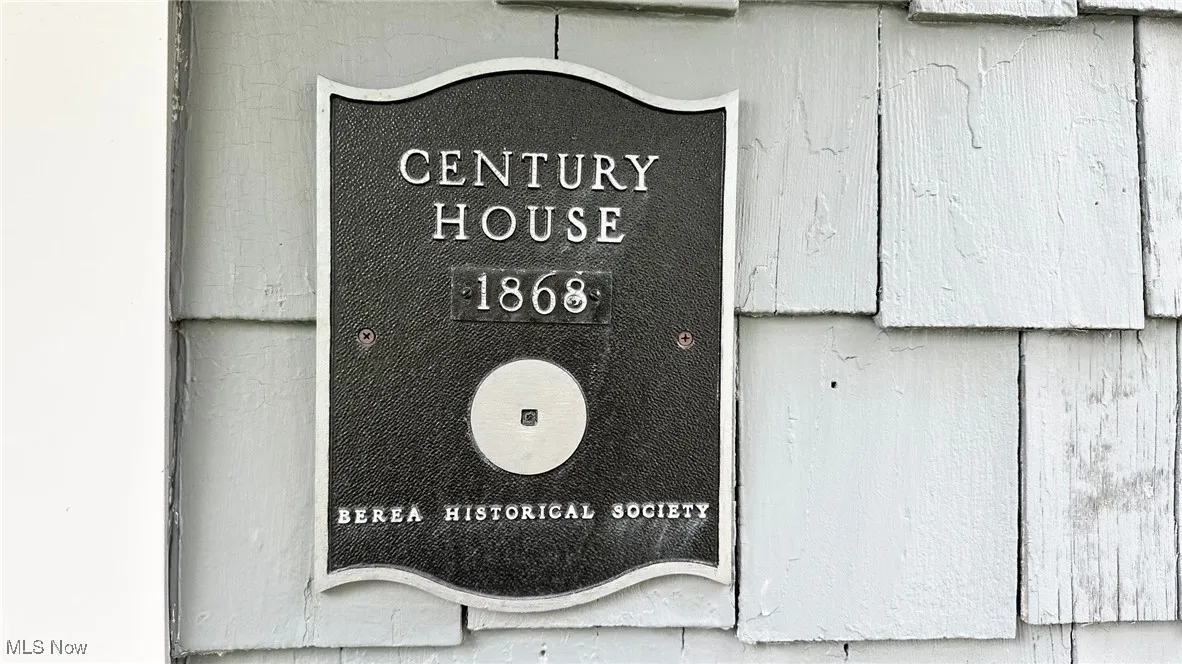 CENTURY
HOUSE
1868
BEREA HISTORICAL SOCIETY
MLS Now